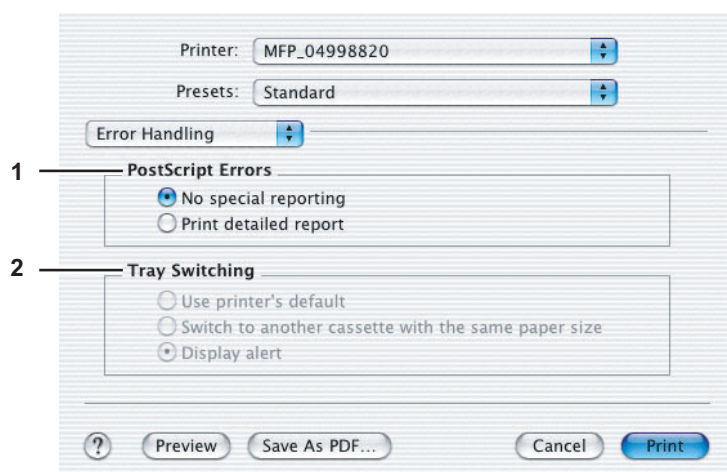 Printer: MFP_04998820
Presets: Standard
Error Handling
1 PostScript Errors
No special reporting
Print detailed report
2 Tray Switching
Use printer's default
Switch to another cassette with the same paper size
Display alert
? Preview Save As PDF... Cancel Print